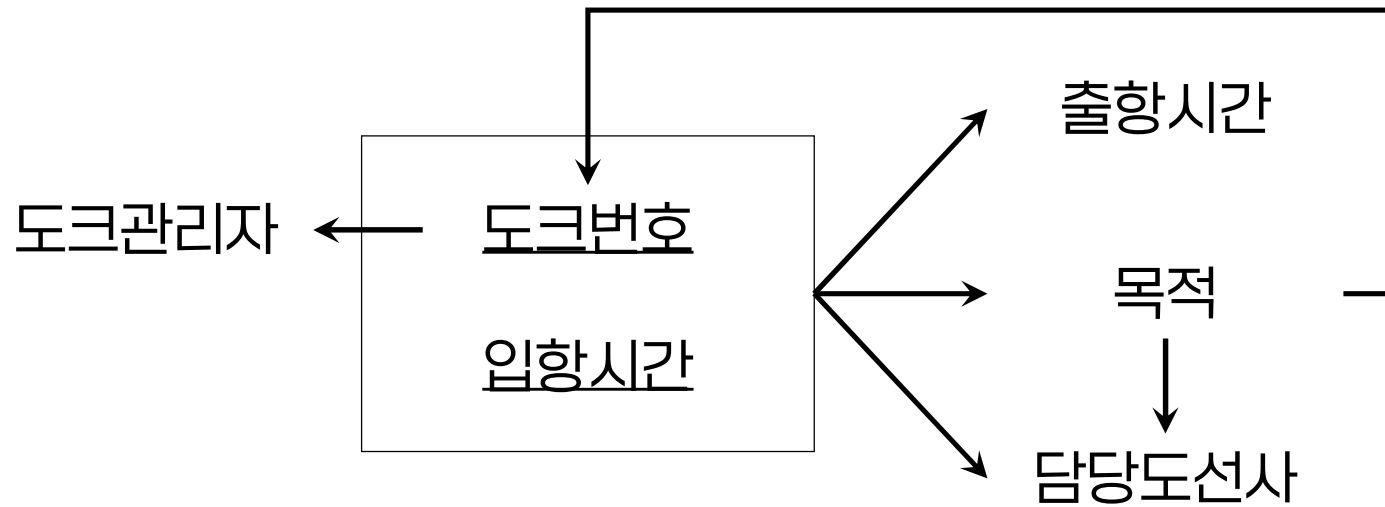 출항시간
도크관리자
도크번호
목적
입항시간
담당도선사